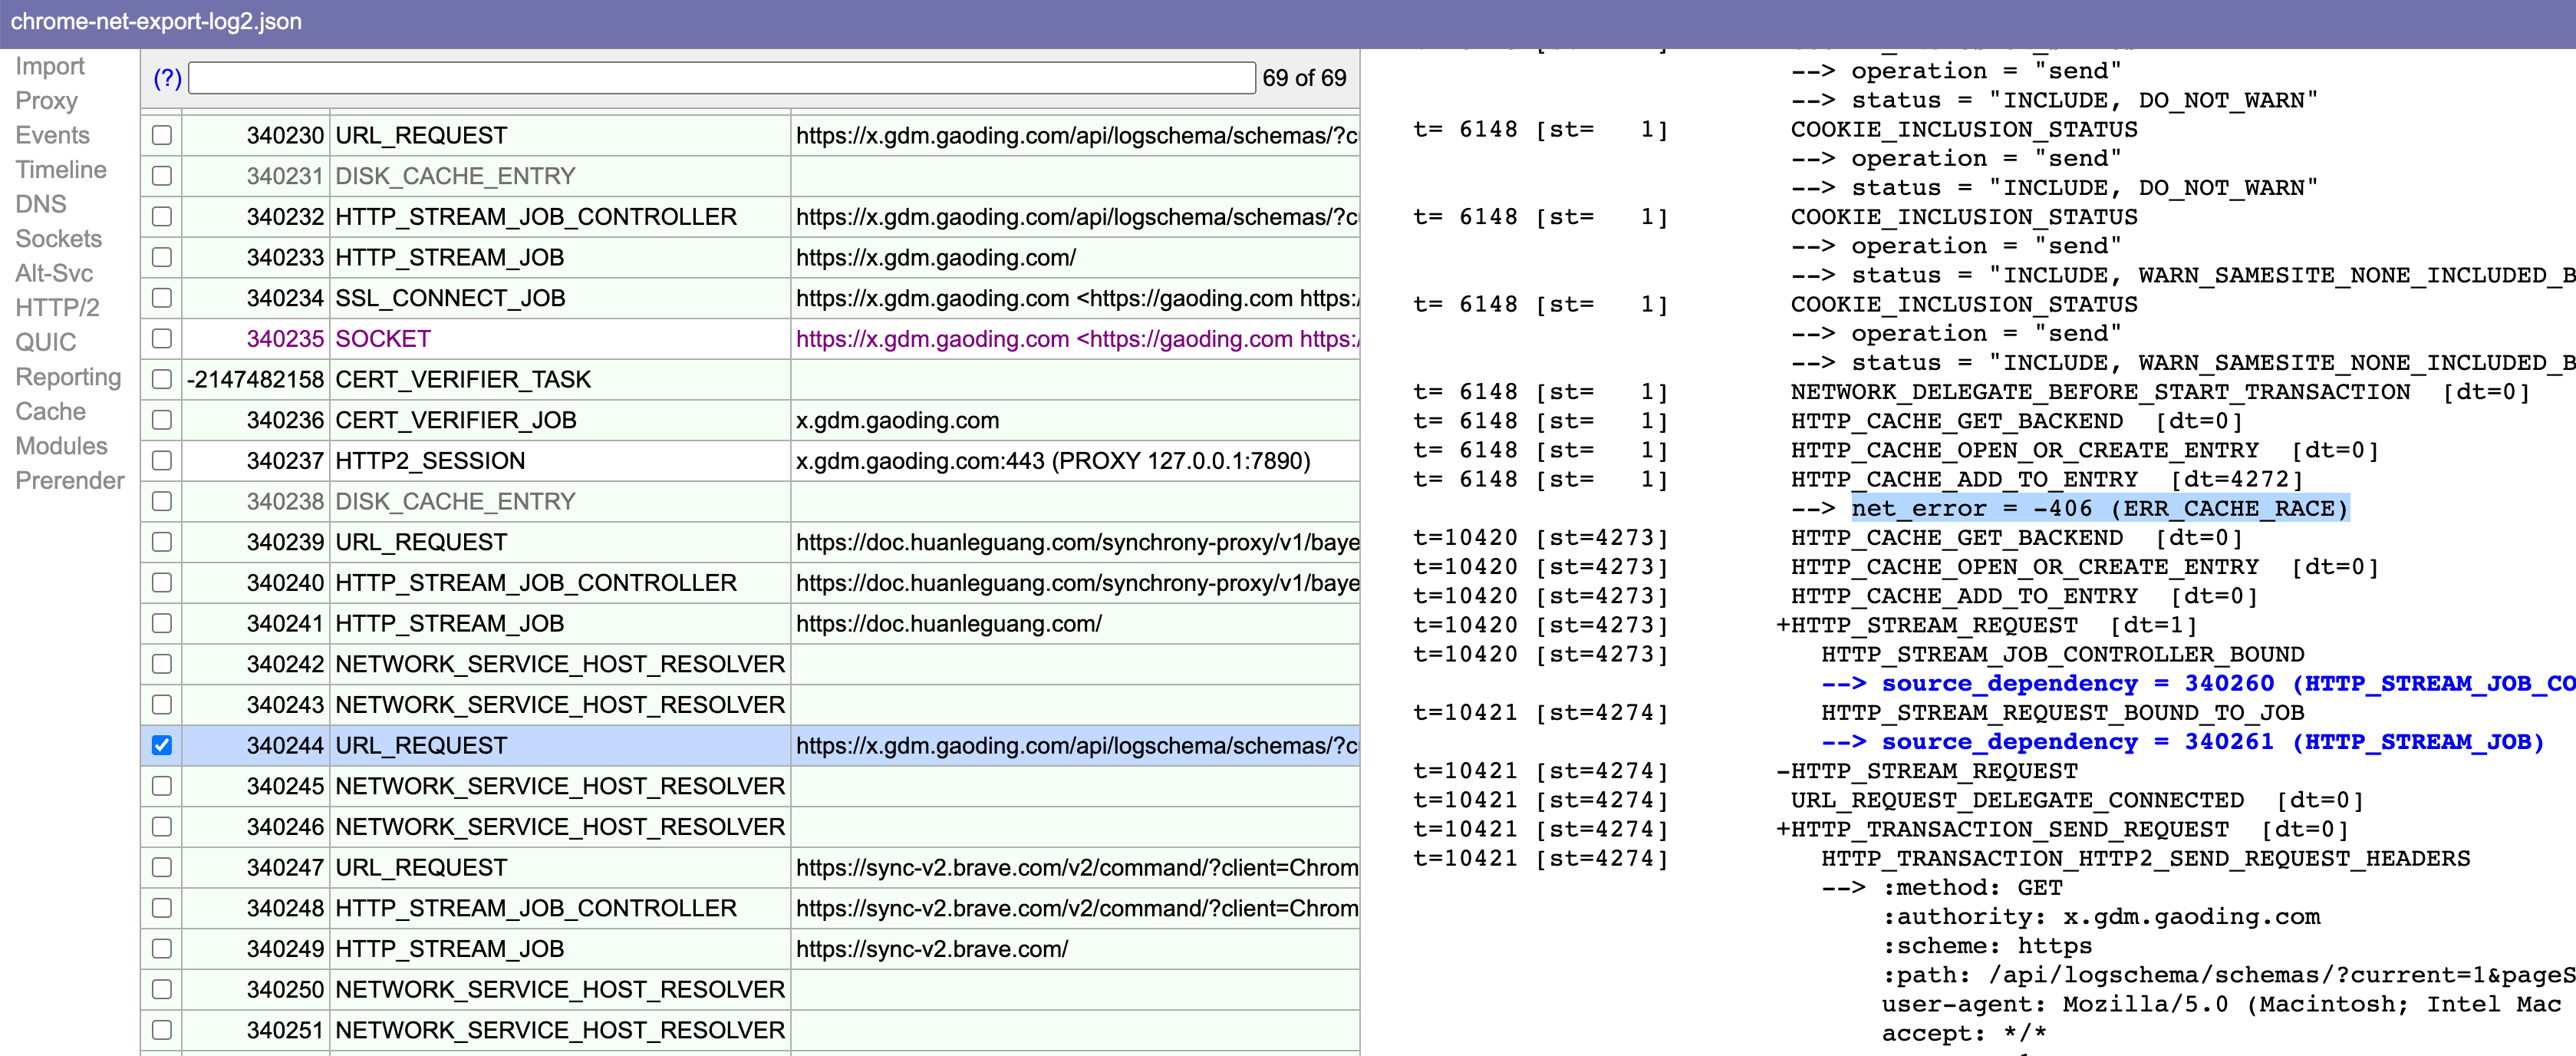 chrome-net-export-log2.json
Import
Proxy
Events
Timeline
DNS
Sockets
Alt-Svc
HTTP/2
QUIC
Reporting
Cache
Modules
Prerender
(?) 69 of 69
340230 URL_REQUEST https://x.gdm.gaoding.com/api/logschema/schemas/?c
340231 DISK_CACHE_ENTRY
340232 HTTP_STREAM_JOB_CONTROLLER https://x.gdm.gaoding.com/api/logschema/schemas/?c
340233 HTTP_STREAM_JOB https://x.gdm.gaoding.com/
340234 SSL_CONNECT_JOB https://x.gdm.gaoding.com <https://gaoding.com https:/
340235 SOCKET https://x.gdm.gaoding.com <https://gaoding.com https:/
-2147482158 CERT_VERIFIER_TASK
340236 CERT_VERIFIER_JOB x.gdm.gaoding.com
340237 HTTP2_SESSION x.gdm.gaoding.com:443 (PROXY 127.0.0.1:7890)
340238 DISK_CACHE_ENTRY
340239 URL_REQUEST https://doc.huanleguang.com/synchrony-proxy/v1/baye
340240 HTTP_STREAM_JOB_CONTROLLER https://doc.huanleguang.com/synchrony-proxy/v1/baye
340241 HTTP_STREAM_JOB https://doc.huanleguang.com/
340242 NETWORK_SERVICE_HOST_RESOLVER
340243 NETWORK_SERVICE_HOST_RESOLVER
340244 URL_REQUEST https://x.gdm.gaoding.com/api/logschema/schemas/?c
340245 NETWORK_SERVICE_HOST_RESOLVER
340246 NETWORK_SERVICE_HOST_RESOLVER
340247 URL_REQUEST https://sync-v2.brave.com/v2/command/?client=Chrom
340248 HTTP_STREAM_JOB_CONTROLLER https://sync-v2.brave.com/v2/command/?client=Chrom
340249 HTTP_STREAM_JOB https://sync-v2.brave.com/
340250 NETWORK_SERVICE_HOST_RESOLVER
340251 NETWORK_SERVICE_HOST_RESOLVER
--> operation = "send"
--> status = "INCLUDE, DO_NOT_WARN"
t= 6148 [st=   1] COOKIE_INCLUSION_STATUS
--> operation = "send"
--> status = "INCLUDE, DO_NOT_WARN"
t= 6148 [st=   1] COOKIE_INCLUSION_STATUS
--> operation = "send"
--> status = "INCLUDE, WARN_SAMESITE_NONE_INCLUDED_B
t= 6148 [st=   1] COOKIE_INCLUSION_STATUS
--> operation = "send"
--> status = "INCLUDE, WARN_SAMESITE_NONE_INCLUDED_B
t= 6148 [st=   1] NETWORK_DELEGATE_BEFORE_START_TRANSACTION [dt=0]
t= 6148 [st=   1] HTTP_CACHE_GET_BACKEND [dt=0]
t= 6148 [st=   1] HTTP_CACHE_OPEN_OR_CREATE_ENTRY [dt=0]
t= 6148 [st=   1] HTTP_CACHE_ADD_TO_ENTRY [dt=4272]
--> net_error = -406 (ERR_CACHE_RACE)
t=10420 [st=4273] HTTP_CACHE_GET_BACKEND [dt=0]
t=10420 [st=4273] HTTP_CACHE_OPEN_OR_CREATE_ENTRY [dt=0]
t=10420 [st=4273] HTTP_CACHE_ADD_TO_ENTRY [dt=0]
t=10420 [st=4273] +HTTP_STREAM_REQUEST [dt=1]
t=10420 [st=4273] HTTP_STREAM_JOB_CONTROLLER_BOUND
--> source_dependency = 340260 (HTTP_STREAM_JOB_CO
t=10421 [st=4274] HTTP_STREAM_REQUEST_BOUND_TO_JOB
--> source_dependency = 340261 (HTTP_STREAM_JOB)
t=10421 [st=4274] -HTTP_STREAM_REQUEST
t=10421 [st=4274] URL_REQUEST_DELEGATE_CONNECTED [dt=0]
t=10421 [st=4274] +HTTP_TRANSACTION_SEND_REQUEST [dt=0]
t=10421 [st=4274] HTTP_TRANSACTION_HTTP2_SEND_REQUEST_HEADERS
--> :method: GET
:authority: x.gdm.gaoding.com
:scheme: https
:path: /api/logschema/schemas/?current=1&pageS
user-agent: Mozilla/5.0 (Macintosh; Intel Mac
accept: */*